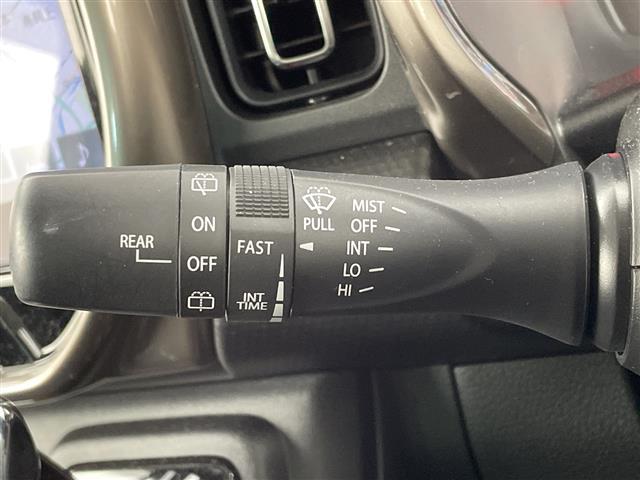 REAR
ON
OFF
FAST
INT
TIME
PULL
MIST
OFF
INT
LO
HI